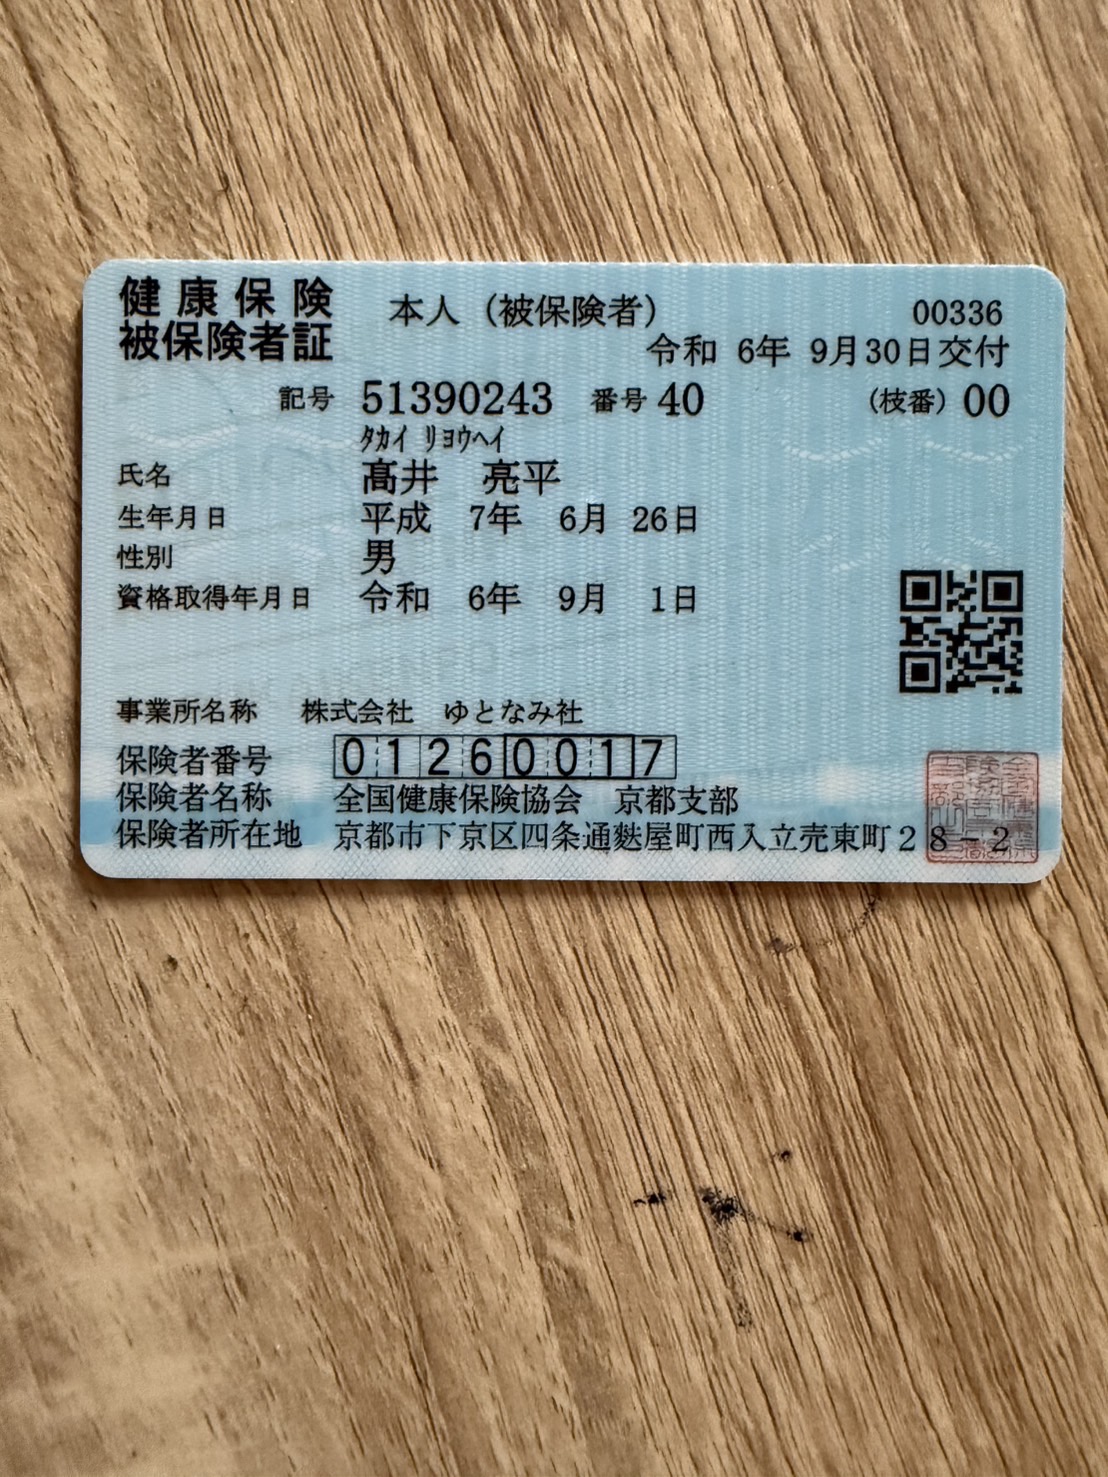 健康保険
被保険者証
本人（被保険者）
00336
令和 6年 9月30日交付
記号 51390243 番号 40 （枝番）00
ﾀｶｲ ﾘﾖｳﾍｲ
氏名 髙井 亮平
生年月日 平成 7年 6月 26日
性別 男
資格取得年月日 令和 6年 9月 1日
事業所名称 株式会社 ゆとなみ社
保険者番号 01260017
保険者名称 全国健康保険協会 京都支部
保険者所在地 京都市下京区四条通麩屋町西入立売東町２８－２